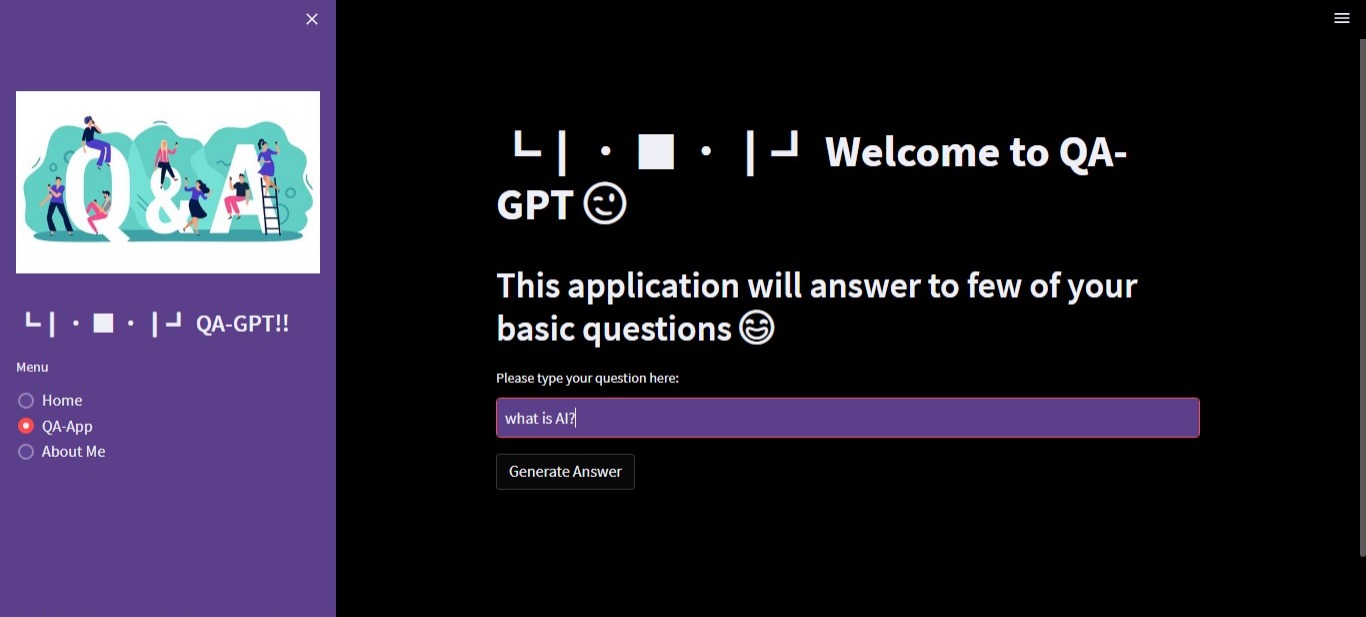 Q&A
┗|・■・|┛ QA-GPT!!
Menu
Home
QA-App
About Me
┗|・■・|┛ Welcome to QA-
GPT 😉
This application will answer to few of your
basic questions 😄
Please type your question here:
what is AI?
Generate Answer